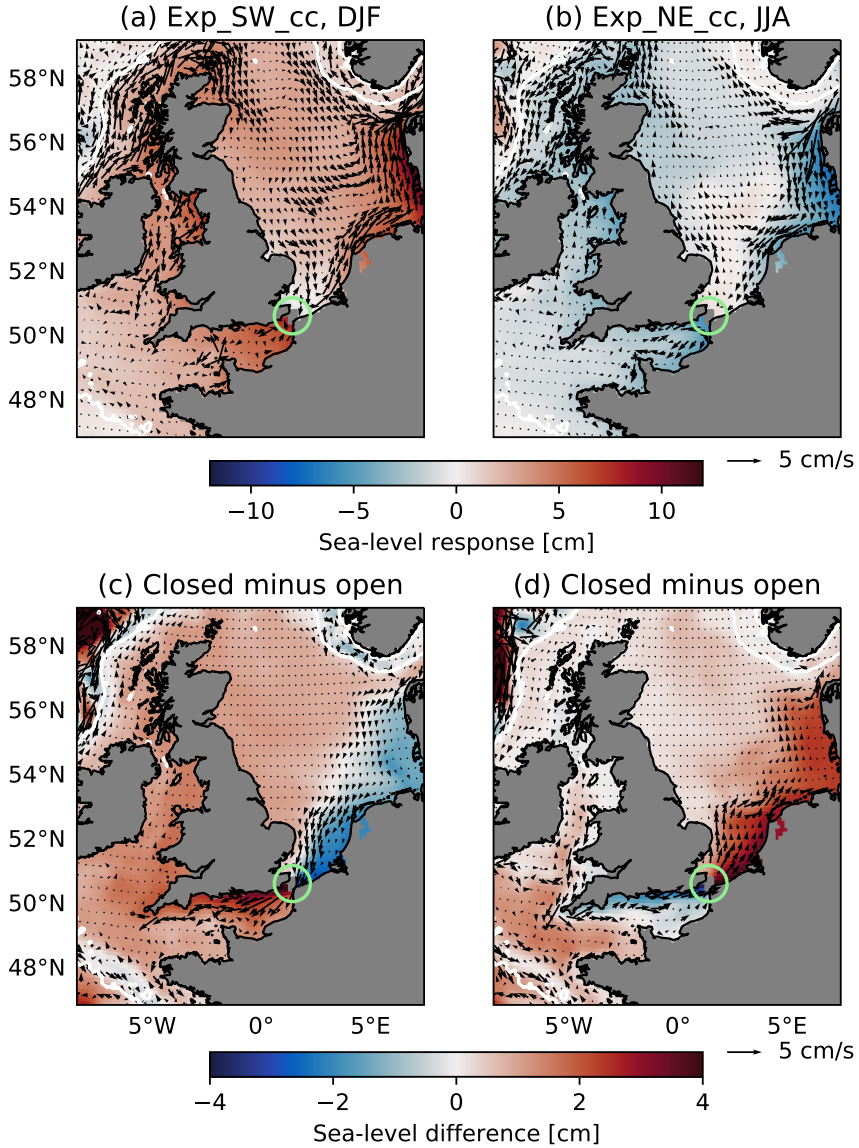 (a) Exp_SW_cc, DJF
(b) Exp_NE_cc, JJA
58°N
56°N
54°N
52°N
50°N
48°N
5 cm/s
−10 −5 0 5 10
Sea-level response [cm]
(c) Closed minus open
(d) Closed minus open
58°N
56°N
54°N
52°N
50°N
48°N
5°W 0° 5°E
5°W 0° 5°E
5 cm/s
−4 −2 0 2 4
Sea-level difference [cm]